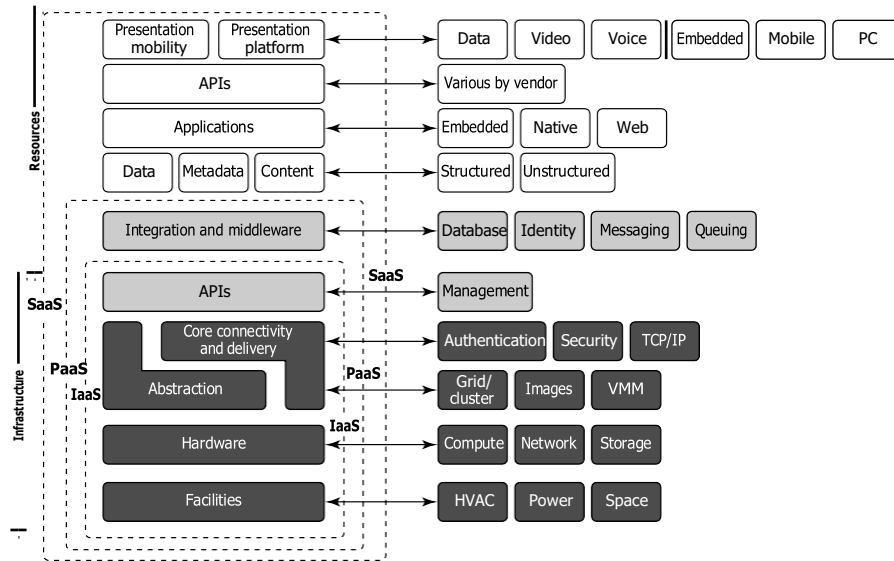 Presentation mobility
Presentation platform
Data
Video
Voice
Embedded
Mobile
PC
APIs
Various by vendor
Applications
Embedded
Native
Web
Resources
Data
Metadata
Content
Structured
Unstructured
Integration and middleware
Database
Identity
Messaging
Queuing
SaaS
SaaS
APIs
Management
Core connectivity
and delivery
Authentication
Security
TCP/IP
PaaS
IaaS
Abstraction
PaaS
Grid/
cluster
Images
VMM
Infrastructure
IaaS
Hardware
Compute
Network
Storage
Facilities
HVAC
Power
Space